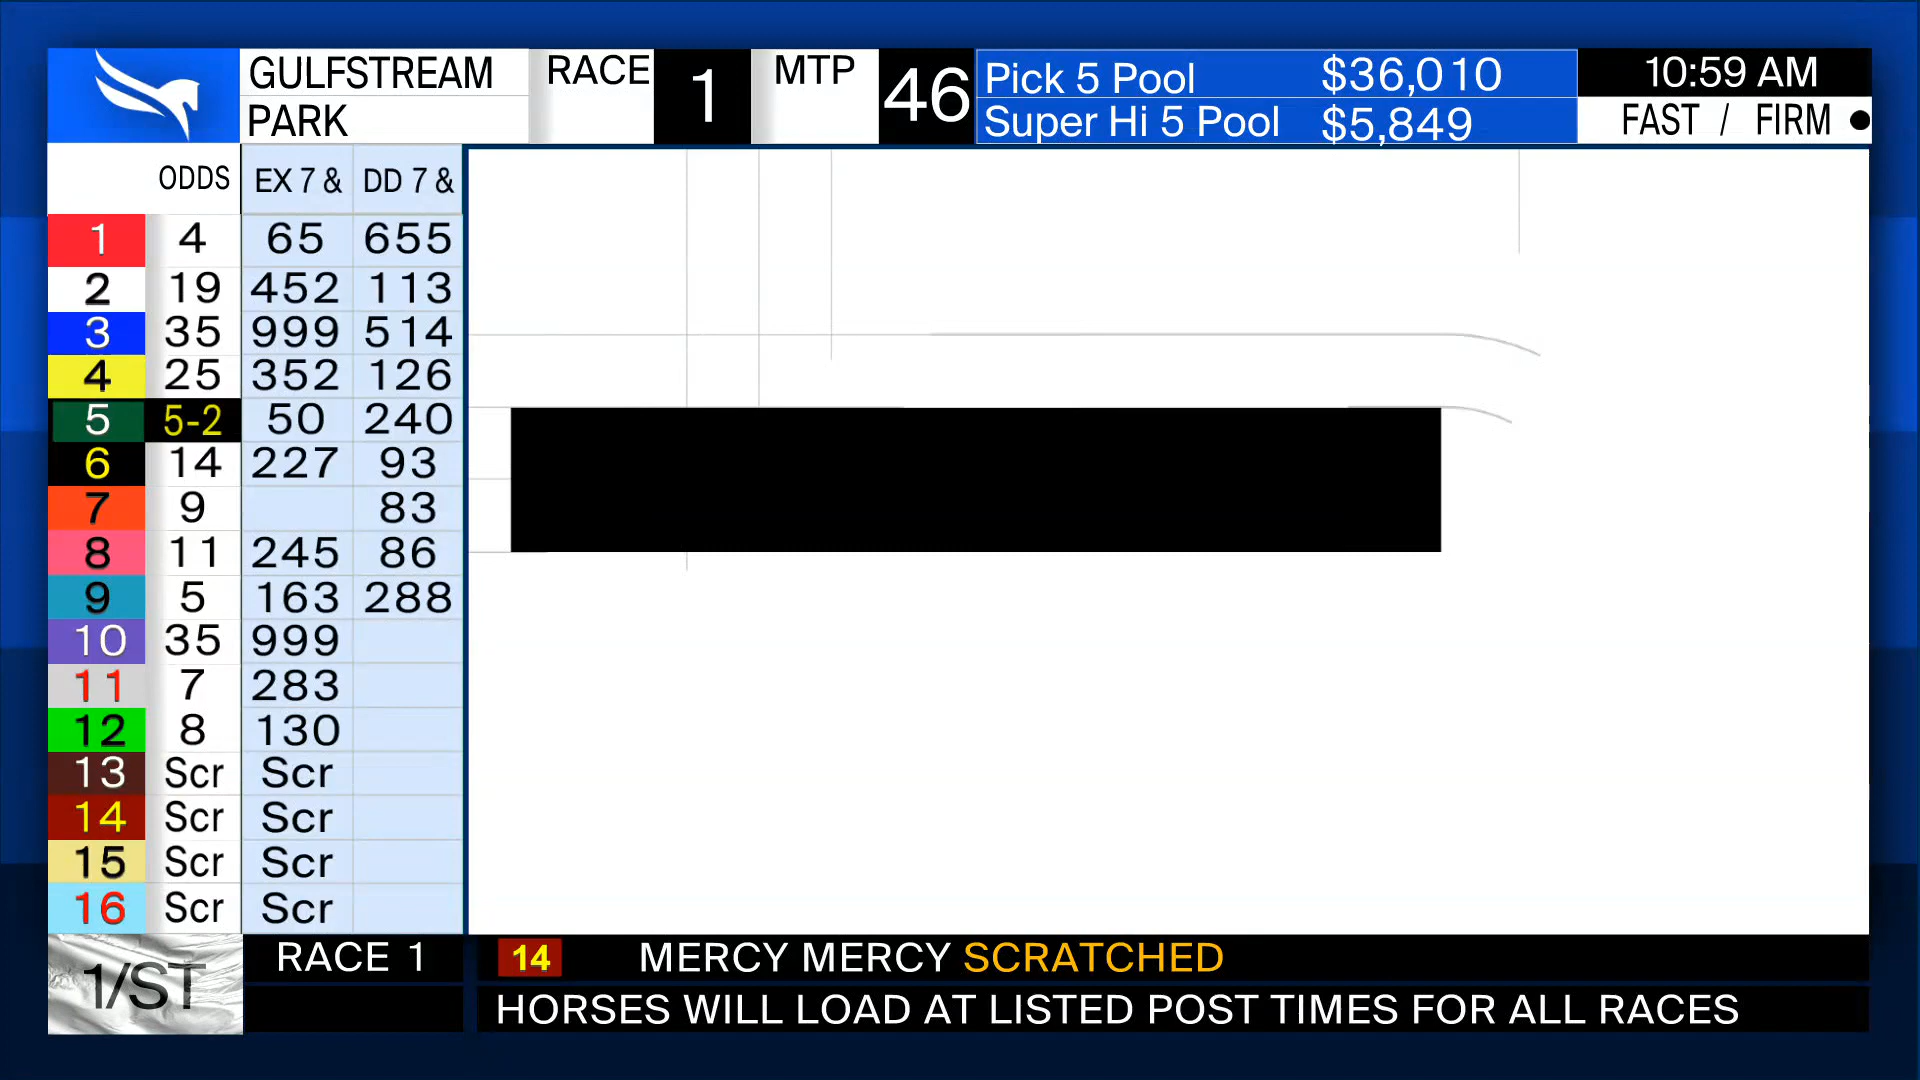 GULFSTREAM PARK RACE 1 MTP 46 Pick 5 Pool $36,010 10:59 AM
Super Hi 5 Pool $5,849 FAST / FIRM
ODDS EX 7 & DD 7 &
1 4 65 655
2 19 452 113
3 35 999 514
4 25 352 126
5 5-2 50 240
6 14 227 93
7 9 83
8 11 245 86
9 5 163 288
10 35 999
11 7 283
12 8 130
13 Scr Scr
14 Scr Scr
15 Scr Scr
16 Scr Scr
1/ST RACE 1 14 MERCY MERCY SCRATCHED
HORSES WILL LOAD AT LISTED POST TIMES FOR ALL RACES